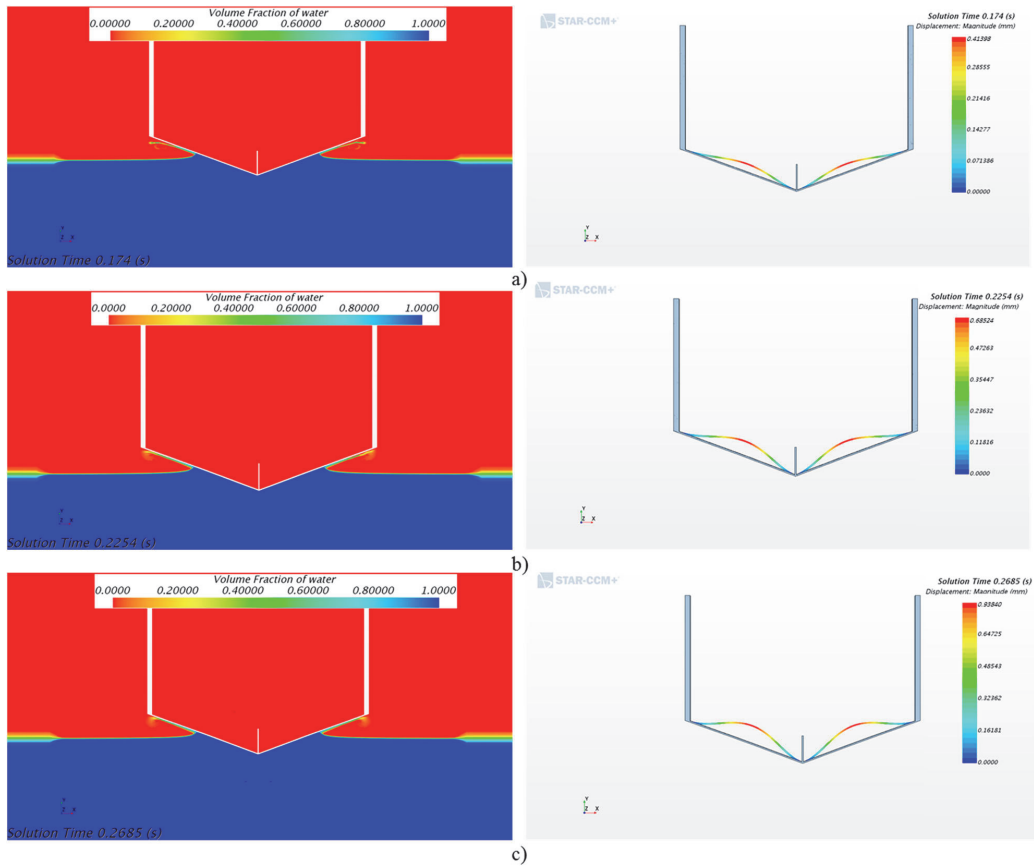 Volume Fraction of water
0.00000 0.20000 0.40000 0.60000 0.80000 1.0000
Y
Z X
Solution Time 0.174 (s)
STAR-CCM+
Solution Time 0.174 (s)
Displacement: Magnitude (mm)
0.41398
0.28555
0.21416
0.14277
0.071386
0.00000
Y
Z X
a)
Volume Fraction of water
0.0000 0.20000 0.40000 0.60000 0.80000 1.0000
Y
Z X
Solution Time 0.2254 (s)
STAR-CCM+
Solution Time 0.2254 (s)
Displacement: Magnitude (mm)
0.68524
0.47263
0.35447
0.23632
0.11816
0.0000
Y
Z X
b)
Volume Fraction of water
0.0000 0.20000 0.40000 0.60000 0.80000 1.0000
Y
Z X
Solution Time 0.2685 (s)
STAR-CCM+
Solution Time 0.2685 (s)
Displacement: Magnitude (mm)
0.93840
0.64725
0.48543
0.32362
0.16181
0.0000
Y
Z X
c)